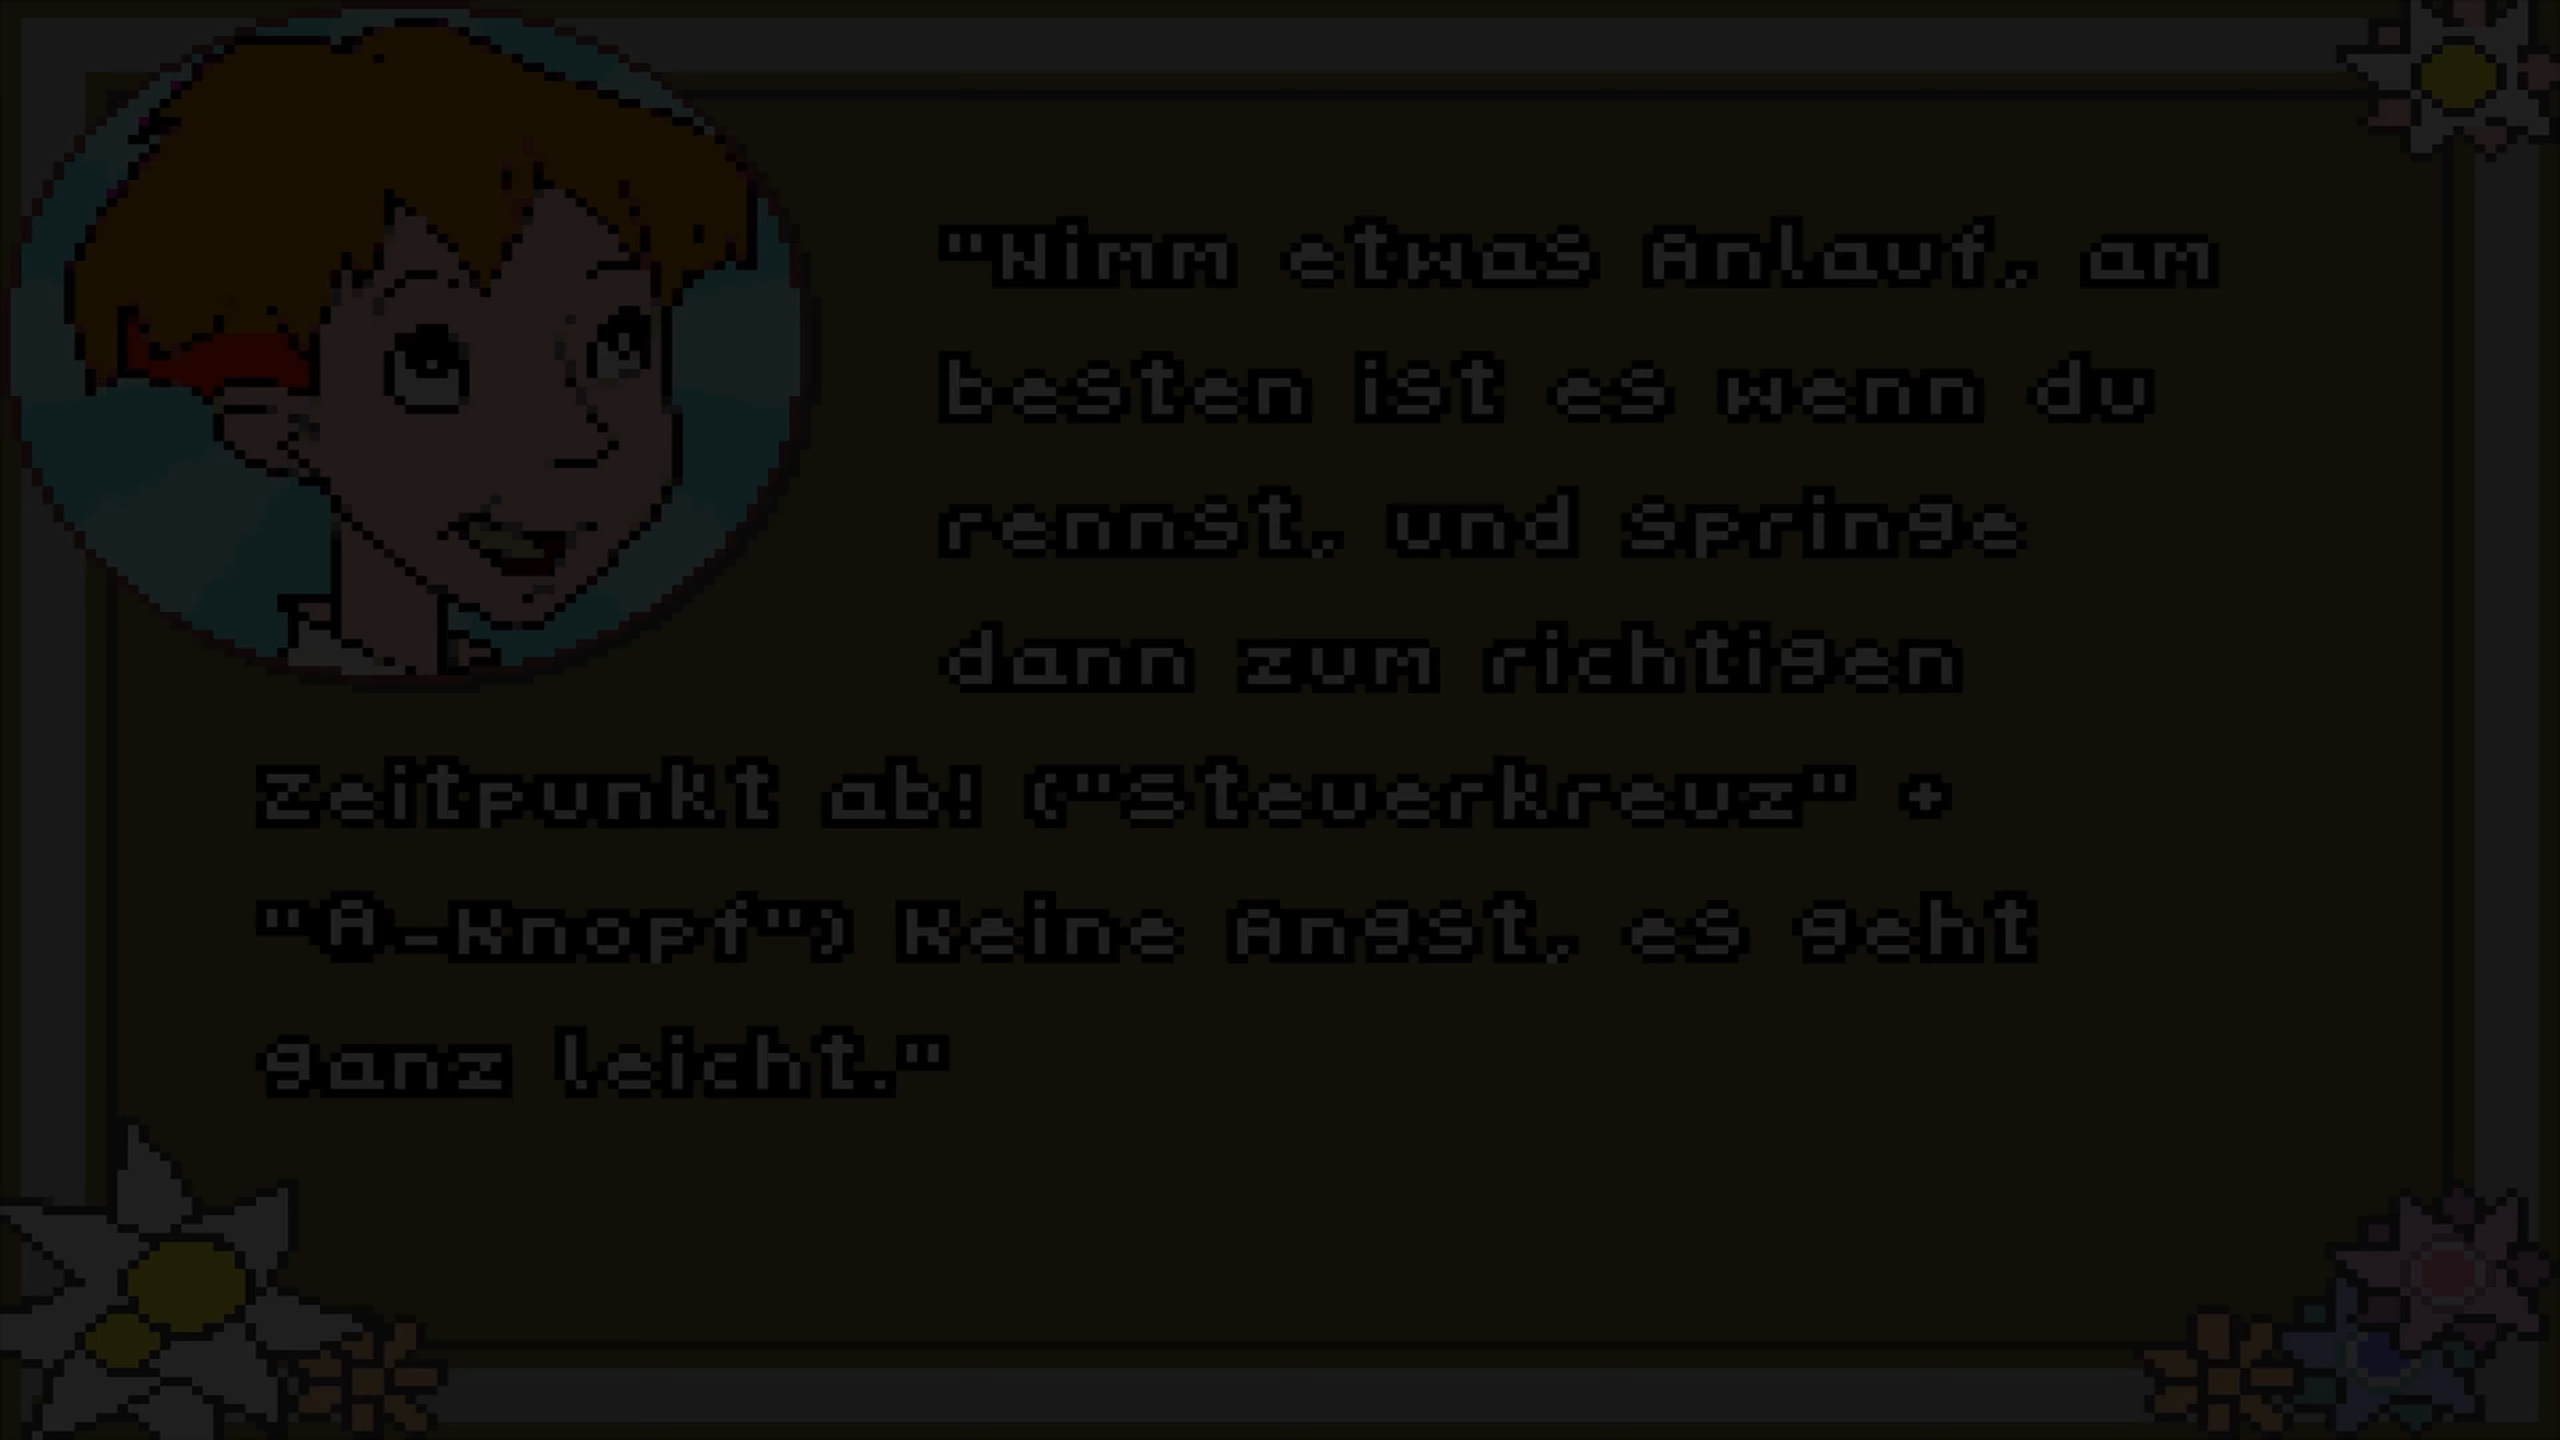 "Nimm etwas Anlauf, am
besten ist es wenn du
rennst, und springe
dann zum richtigen
Zeitpunkt ab! ("Steuerkreuz" +
"A-Knopf") Keine Angst, es geht
ganz leicht."